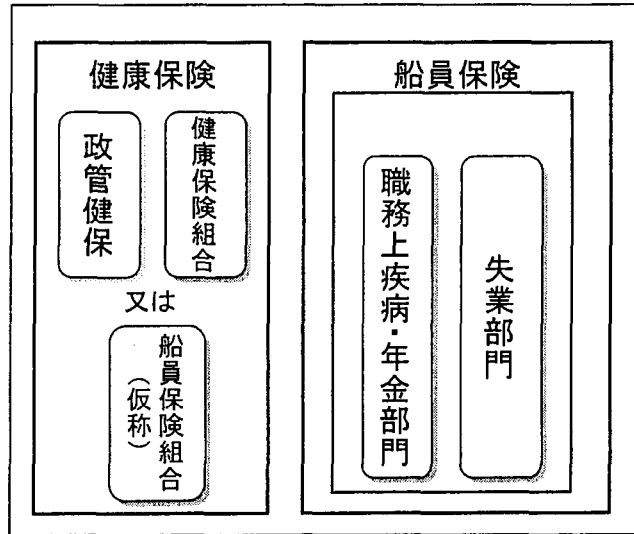 健康保険
政管健保
健康保険組合
又は
船員保険組合
（仮称）
船員保険
職務上疾病・年金部門
失業部門